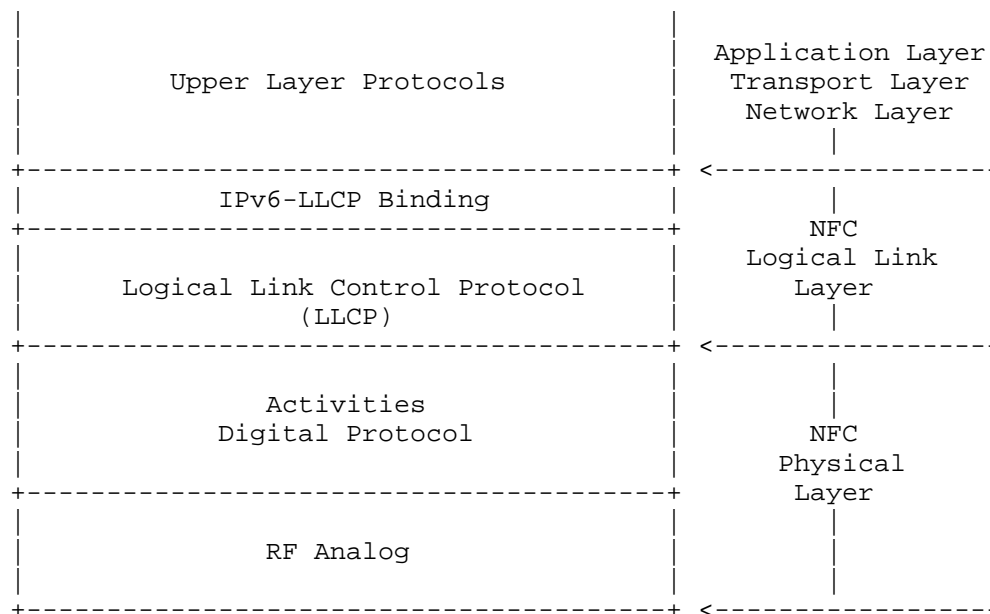 Application Layer
Upper Layer Protocols Transport Layer
Network Layer
IPv6-LLCP Binding
NFC
Logical Link
Logical Link Control Protocol Layer
(LLCP)
Activities
Digital Protocol NFC
Physical
Layer
RF Analog